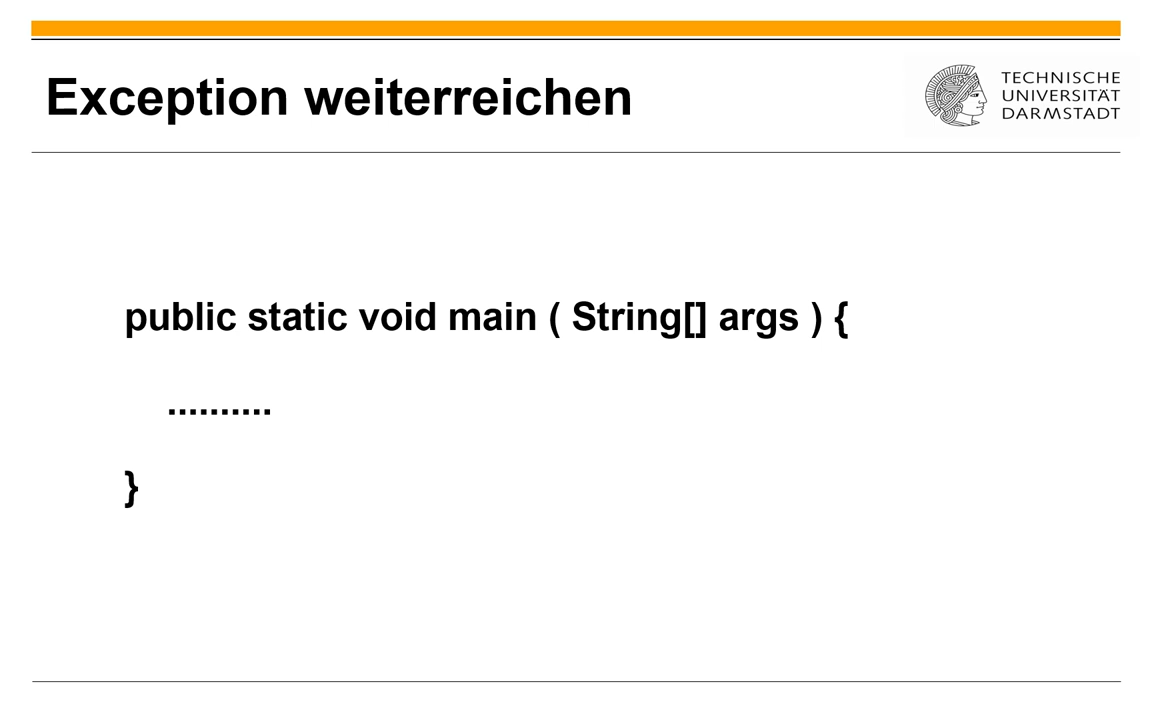 Exception weiterreichen
TECHNISCHE
UNIVERSITÄT
DARMSTADT
public static void main ( String[] args ) {
..........
}